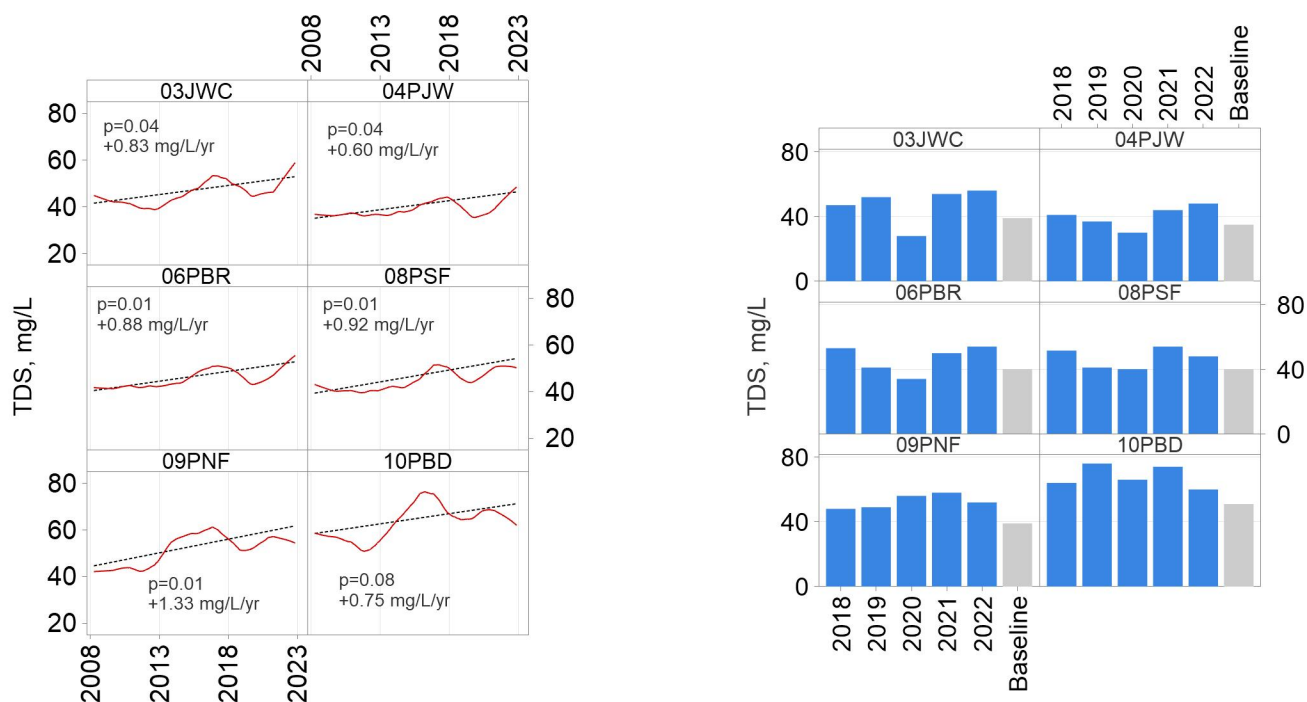 2008
2013
2018
2023
03JWC
04PJW
80
60
40
20
p=0.04
+0.83 mg/L/yr
p=0.04
+0.60 mg/L/yr
06PBR
08PSF
p=0.01
+0.88 mg/L/yr
p=0.01
+0.92 mg/L/yr
80
60
40
20
TDS, mg/L
09PNF
10PBD
80
60
40
20
p=0.01
+1.33 mg/L/yr
p=0.08
+0.75 mg/L/yr
2008
2013
2018
2023
2018
2019
2020
2021
2022
Baseline
03JWC
04PJW
80
40
0
06PBR
08PSF
80
40
0
TDS, mg/L
09PNF
10PBD
80
40
0
2018
2019
2020
2021
2022
Baseline